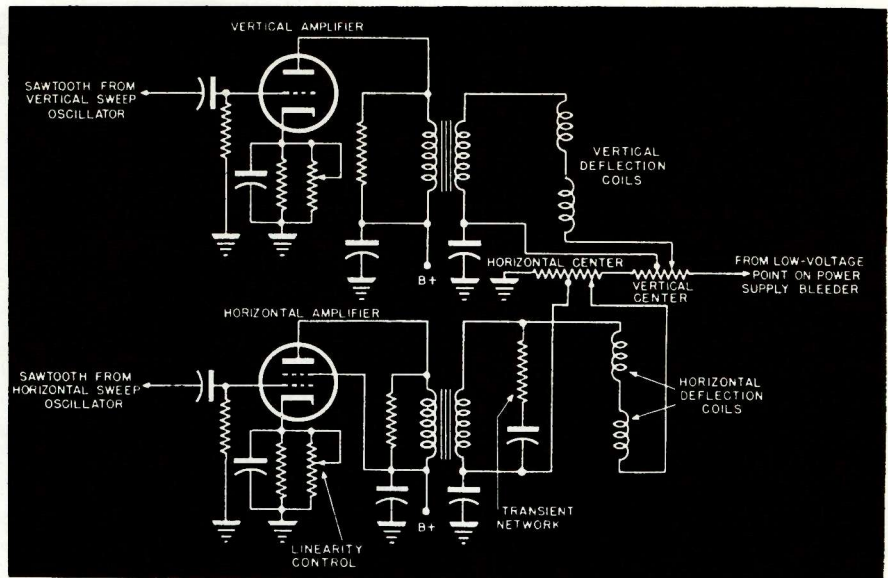 VERTICAL AMPLIFIER
SAWTOOTH FROM
VERTICAL SWEEP
OSCILLATOR
VERTICAL
DEFLECTION
COILS
B+
HORIZONTAL CENTER
VERTICAL
CENTER
FROM LOW-VOLTAGE
POINT ON POWER
SUPPLY BLEEDER
HORIZONTAL AMPLIFIER
SAWTOOTH FROM
HORIZONTAL SWEEP
OSCILLATOR
HORIZONTAL
DEFLECTION
COILS
B+
TRANSIENT
NETWORK
LINEARITY
CONTROL